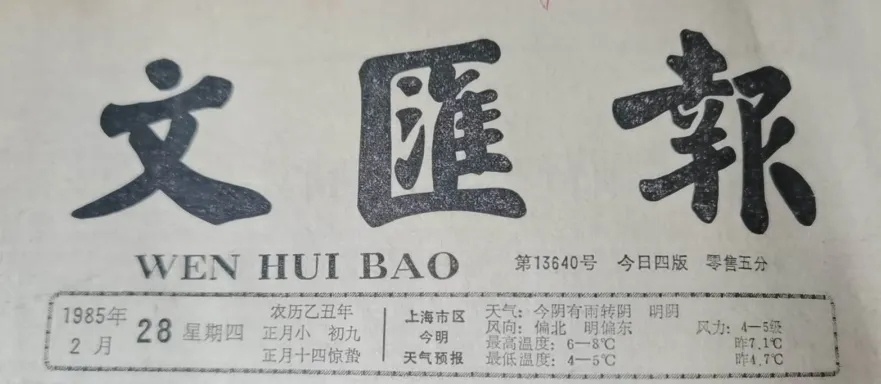 文匯報
WEN HUI BAO 第13640号 今日四版 零售五分
1985年
2月
28 星期四
农历乙丑年
正月小 初九
正月十四惊蛰
上海市区
今明
天气预报
天气：今阴有雨转阴 明阴
风向：偏北 明偏东 风力：4—5级
最高温度：6—8℃ 昨7.1℃
最低温度：4—5℃ 昨4.7℃